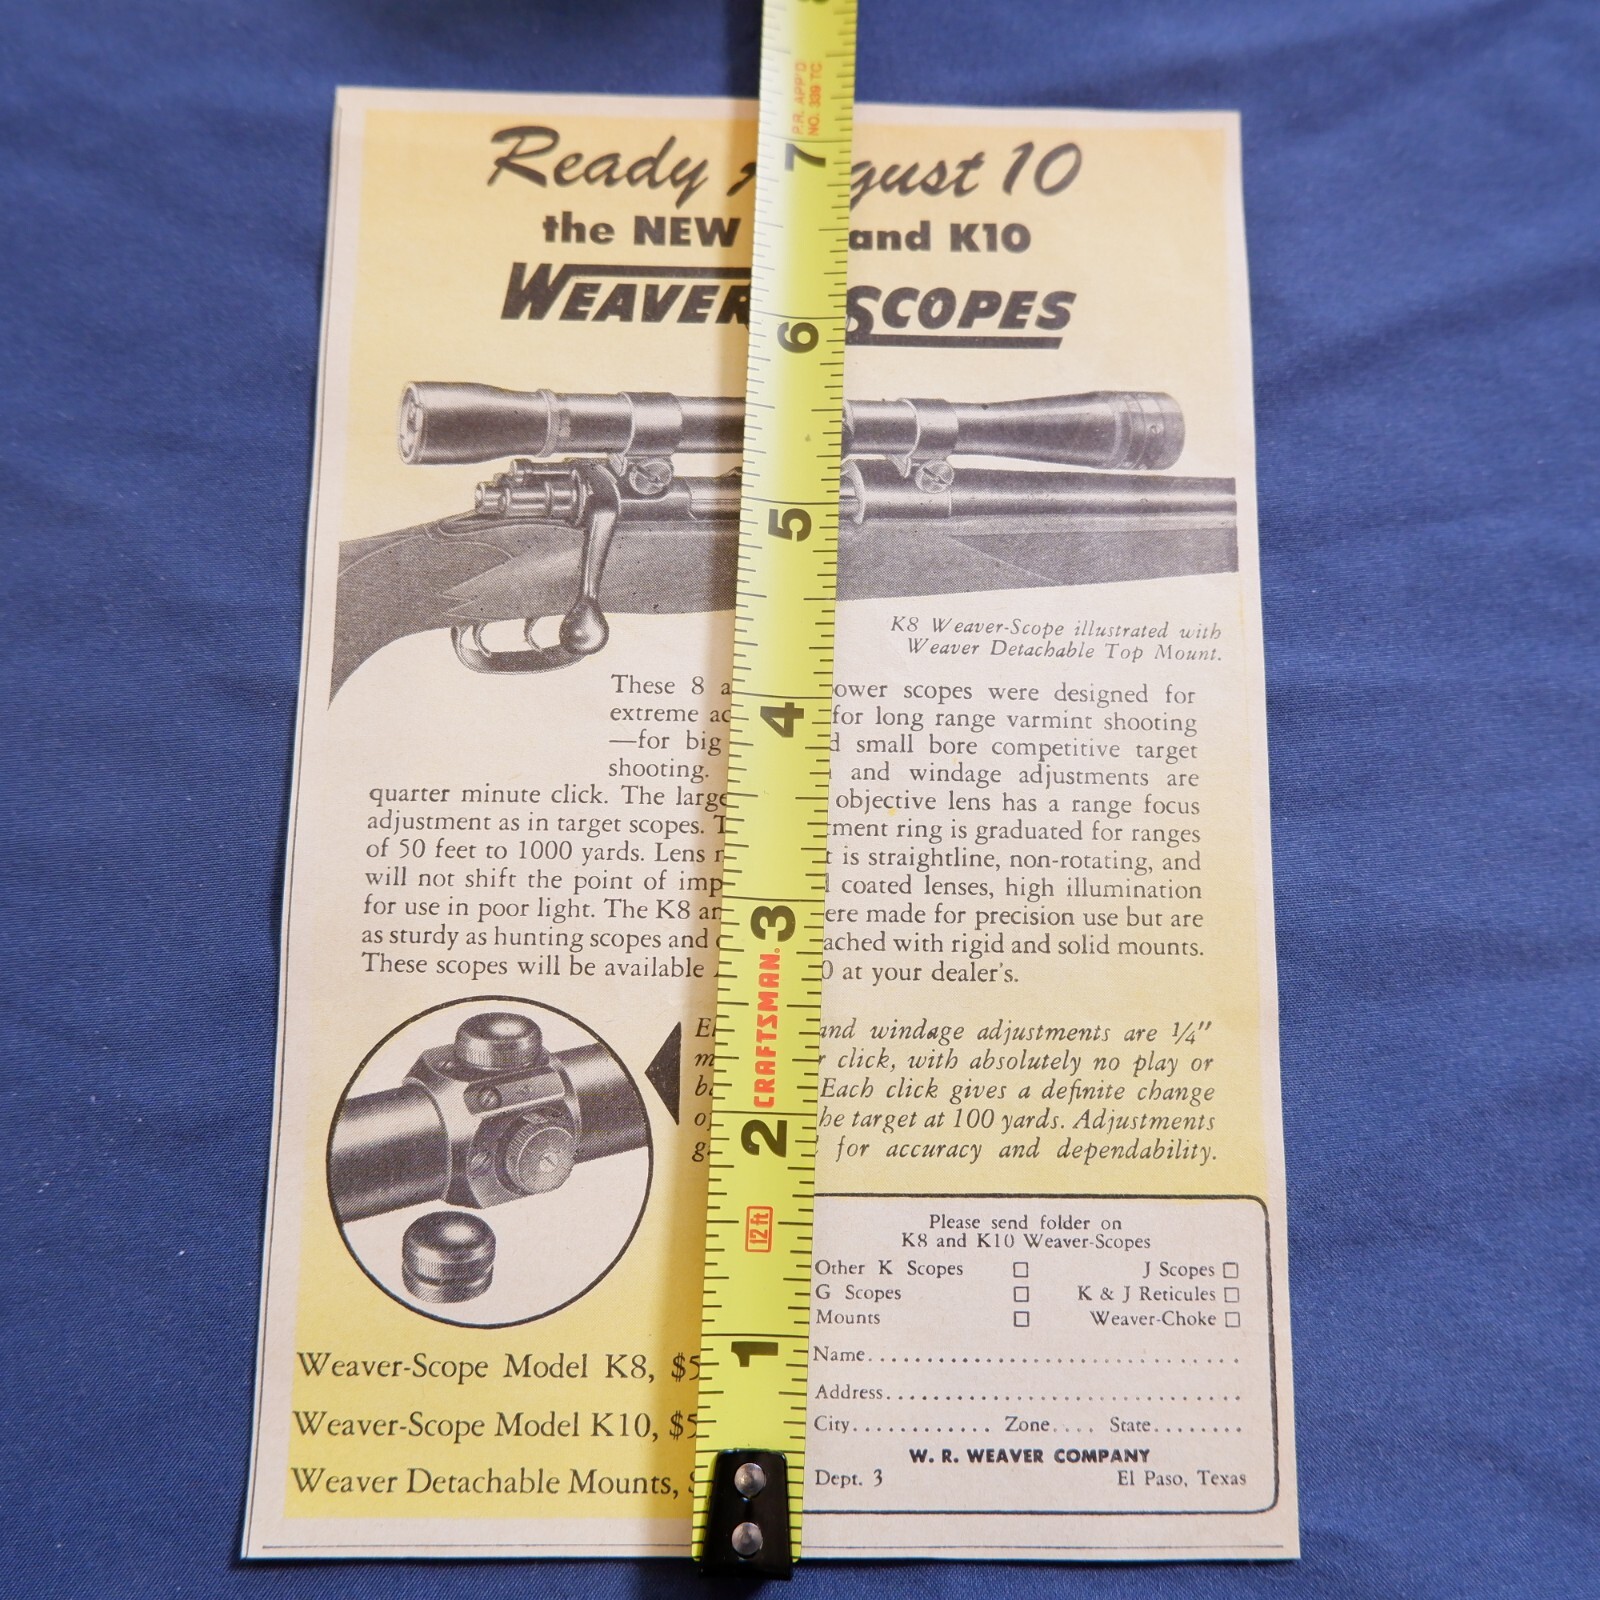 Ready August 10
the NEW and K10
WEAVER SCOPES
K8 Weaver-Scope illustrated with
Weaver Detachable Top Mount.
These 8 ower scopes were designed for
extreme for long range varmint shooting
—for big small bore competitive target
shooting. and windage adjustments are
quarter minute click. The large objective lens has a range focus
adjustment as in target scopes. ment ring is graduated for ranges
of 50 feet to 1000 yards. Lens is straightline, non-rotating, and
will not shift the point of coated lenses, high illumination
for use in poor light. The K8 ere made for precision use but are
as sturdy as hunting scopes and ached with rigid and solid mounts.
These scopes will be available at your dealer's.
and windage adjustments are 1/4"
click, with absolutely no play or
Each click gives a definite change
he target at 100 yards. Adjustments
for accuracy and dependability.
Weaver-Scope Model K8, $5
Weaver-Scope Model K10, $5
Weaver Detachable Mounts,
Please send folder on
K8 and K10 Weaver-Scopes
Other K Scopes □ J Scopes □
G Scopes □ K & J Reticules □
Mounts □ Weaver-Choke □
Name
Address
City Zone State
W. R. WEAVER COMPANY
Dept. 3 El Paso, Texas
P.R. APP'D
NO. 339 TC
7
6
5
4
3
CRAFTSMAN
2
12ft
1